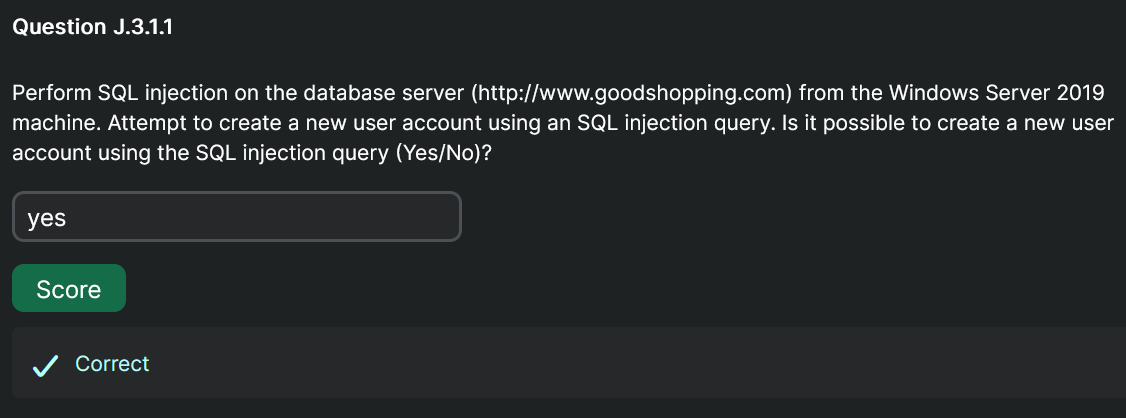 Question J.3.1.1
Perform SQL injection on the database server (http://www.goodshopping.com) from the Windows Server 2019
machine. Attempt to create a new user account using an SQL injection query. Is it possible to create a new user
account using the SQL injection query (Yes/No)?
yes
Score
Correct